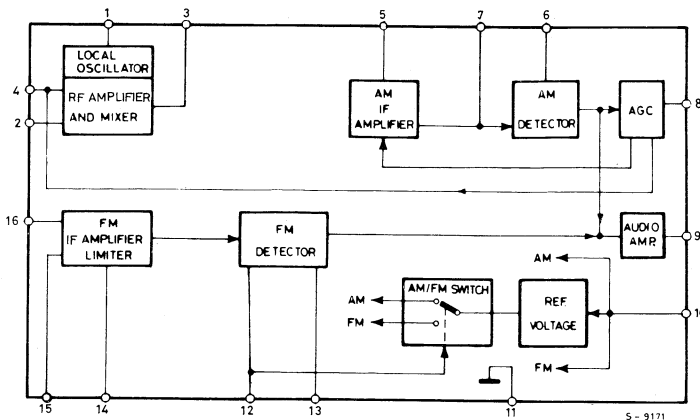 1
3
5
7
6
LOCAL
OSCILLATOR
RF AMPLIFIER
AND MIXER
4
2
AM
IF
AMPLIFIER
AM
DETECTOR
AGC
8
16
FM
IF AMPLIFIER
LIMITER
FM
DETECTOR
AUDIO
AMP.
9
AM
AM/FM SWITCH
AM
FM
REF.
VOLTAGE
FM
15
14
12
13
11
S - 9171